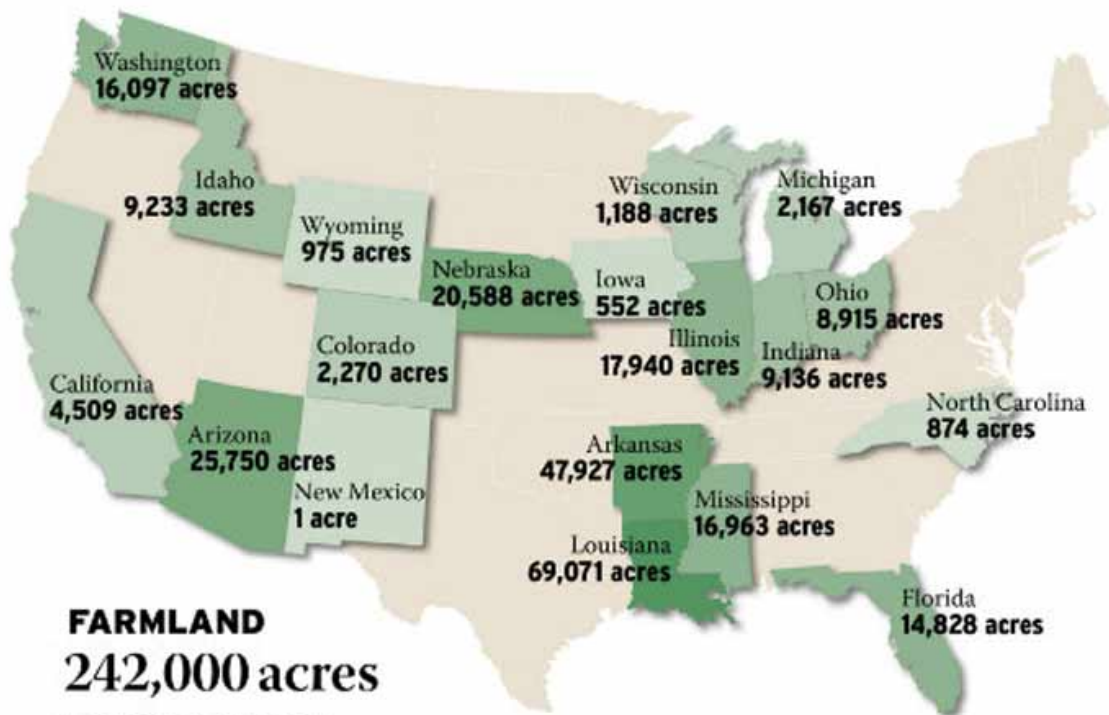 Washington
16,097 acres
Idaho
9,233 acres
Wyoming
975 acres
Nebraska
20,588 acres
Iowa
552 acres
Wisconsin
1,188 acres
Michigan
2,167 acres
Ohio
8,915 acres
Illinois
17,940 acres
Indiana
9,136 acres
Colorado
2,270 acres
California
4,509 acres
Arizona
25,750 acres
New Mexico
1 acre
Arkansas
47,927 acres
Mississippi
16,963 acres
Louisiana
69,071 acres
North Carolina
874 acres
Florida
14,828 acres
FARMLAND
242,000 acres